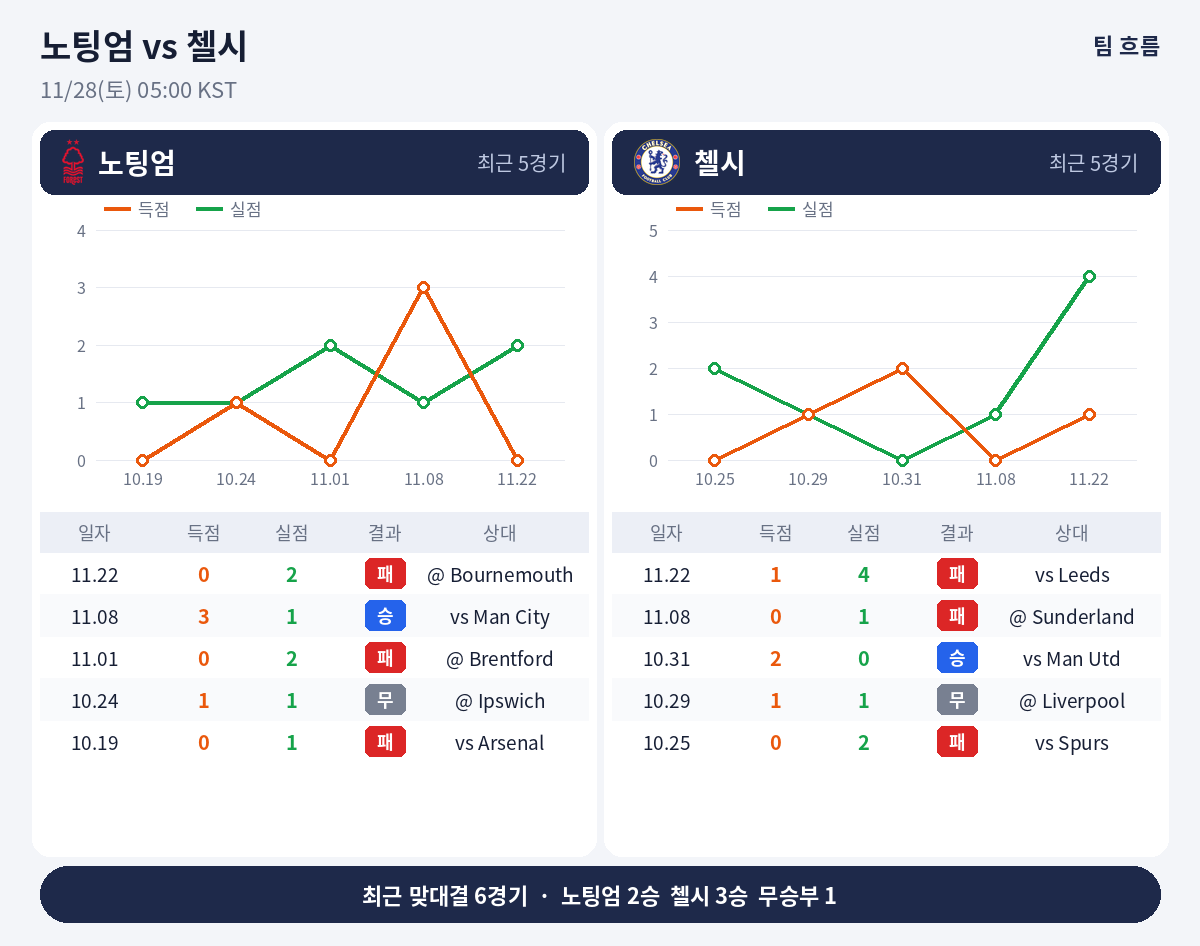 노팅엄 vs 첼시
팀 흐름
11/28(토) 05:00 KST
노팅엄 최근 5경기
득점 실점
4
3
2
1
0
10.19 10.24 11.01 11.08 11.22
일자 득점 실점 결과 상대
11.22 0 2 패 @ Bournemouth
11.08 3 1 승 vs Man City
11.01 0 2 패 @ Brentford
10.24 1 1 무 @ Ipswich
10.19 0 1 패 vs Arsenal
CHELSEA
FOOTBALL CLUB
첼시 최근 5경기
득점 실점
5
4
3
2
1
0
10.25 10.29 10.31 11.08 11.22
일자 득점 실점 결과 상대
11.22 1 4 패 vs Leeds
11.08 0 1 패 @ Sunderland
10.31 2 0 승 vs Man Utd
10.29 1 1 무 @ Liverpool
10.25 0 2 패 vs Spurs
최근 맞대결 6경기 · 노팅엄 2승 첼시 3승 무승부 1